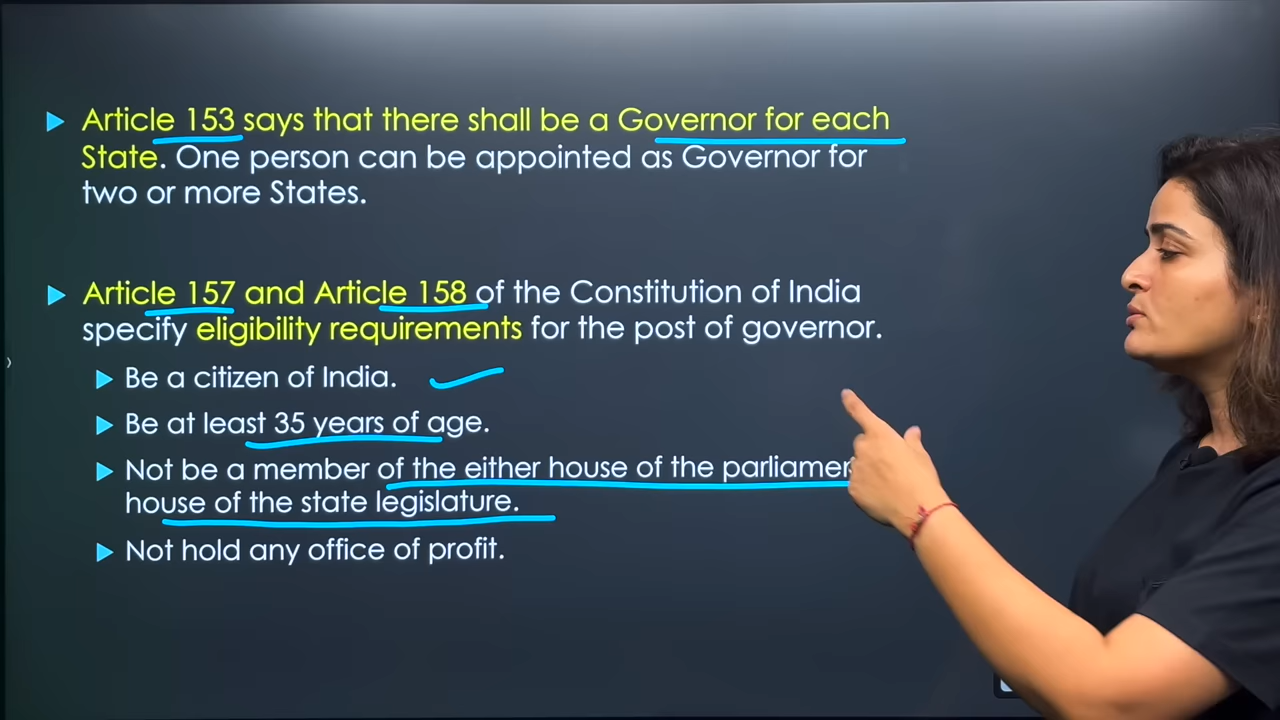 Article 153 says that there shall be a Governor for each
State. One person can be appointed as Governor for
two or more States.
Article 157 and Article 158 of the Constitution of India
specify eligibility requirements for the post of governor.
Be a citizen of India.
Be at least 35 years of age.
Not be a member of the either house of the
house of the state legislature.
Not hold any office of profit.